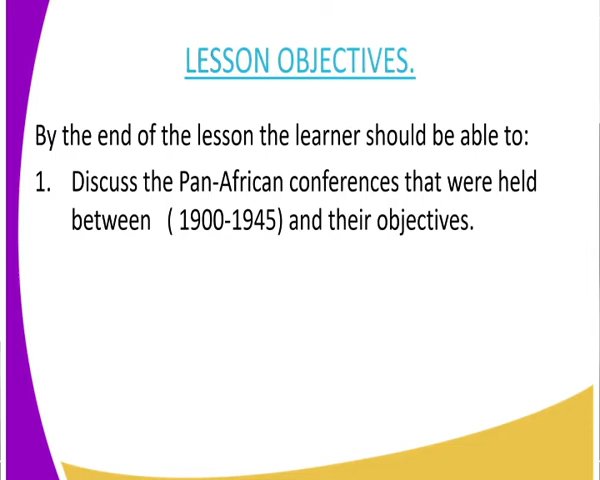 LESSON OBJECTIVES.
By the end of the lesson the learner should be able to:
1. Discuss the Pan-African conferences that were held
between ( 1900-1945) and their objectives.